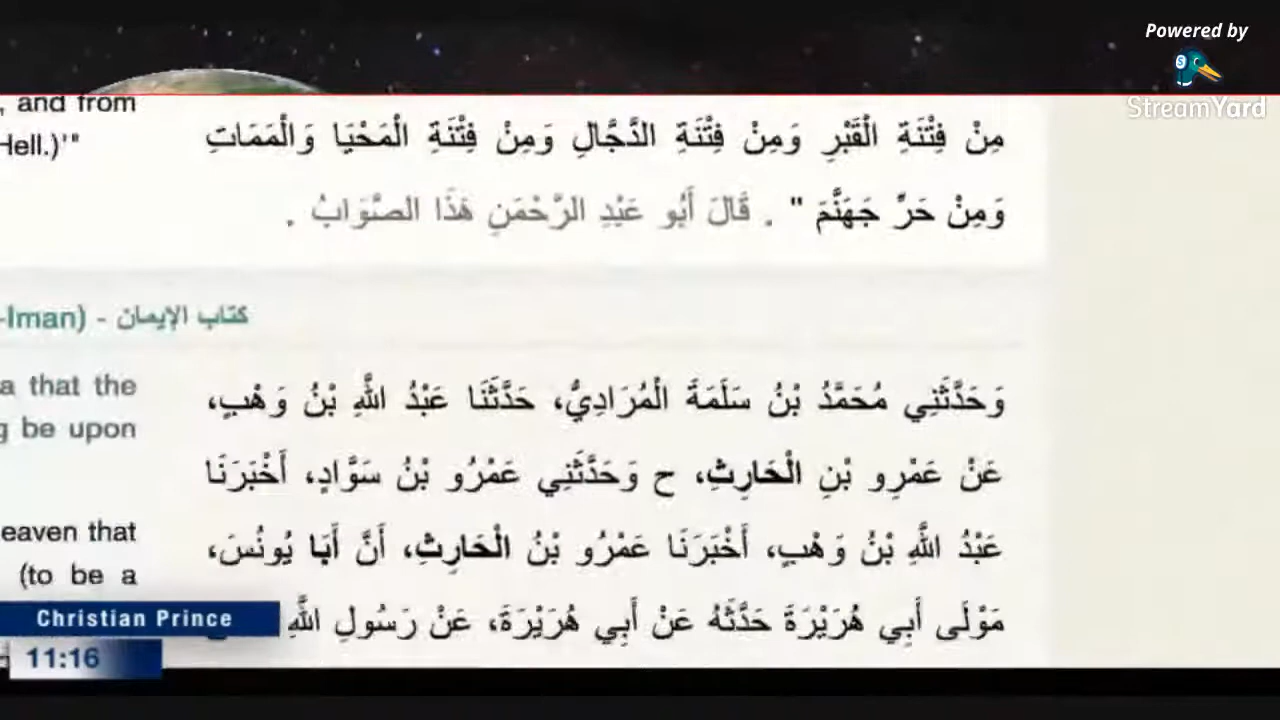 Powered by
StreamYard
, and from
Hell.)'"
مِنْ فِتْنَةِ الْقَبْرِ وَمِنْ فِتْنَةِ الدَّجَّالِ وَمِنْ فِتْنَةِ الْمَحْيَا وَالْمَمَاتِ
وَمِنْ حَرِّ جَهَنَّمَ " . قَالَ أَبُو عَبْدِ الرَّحْمَنِ هَذَا الصَّوَابُ .
-Iman) - كتاب الإيمان
a that the
g be upon
eaven that
(to be a
وَحَدَّثَنِي مُحَمَّدُ بْنُ سَلَمَةَ الْمُرَادِيُّ، حَدَّثَنَا عَبْدُ اللَّهِ بْنُ وَهْبٍ،
عَنْ عَمْرِو بْنِ الْحَارِثِ، ح وَحَدَّثَنِي عَمْرُو بْنُ سَوَّادٍ، أَخْبَرَنَا
عَبْدُ اللَّهِ بْنُ وَهْبٍ، أَخْبَرَنَا عَمْرُو بْنُ الْحَارِثِ، أَنَّ أَبَا يُونُسَ،
مَوْلَى أَبِي هُرَيْرَةَ حَدَّثَهُ عَنْ أَبِي هُرَيْرَةَ، عَنْ رَسُولِ اللَّهِ
Christian Prince
11:16